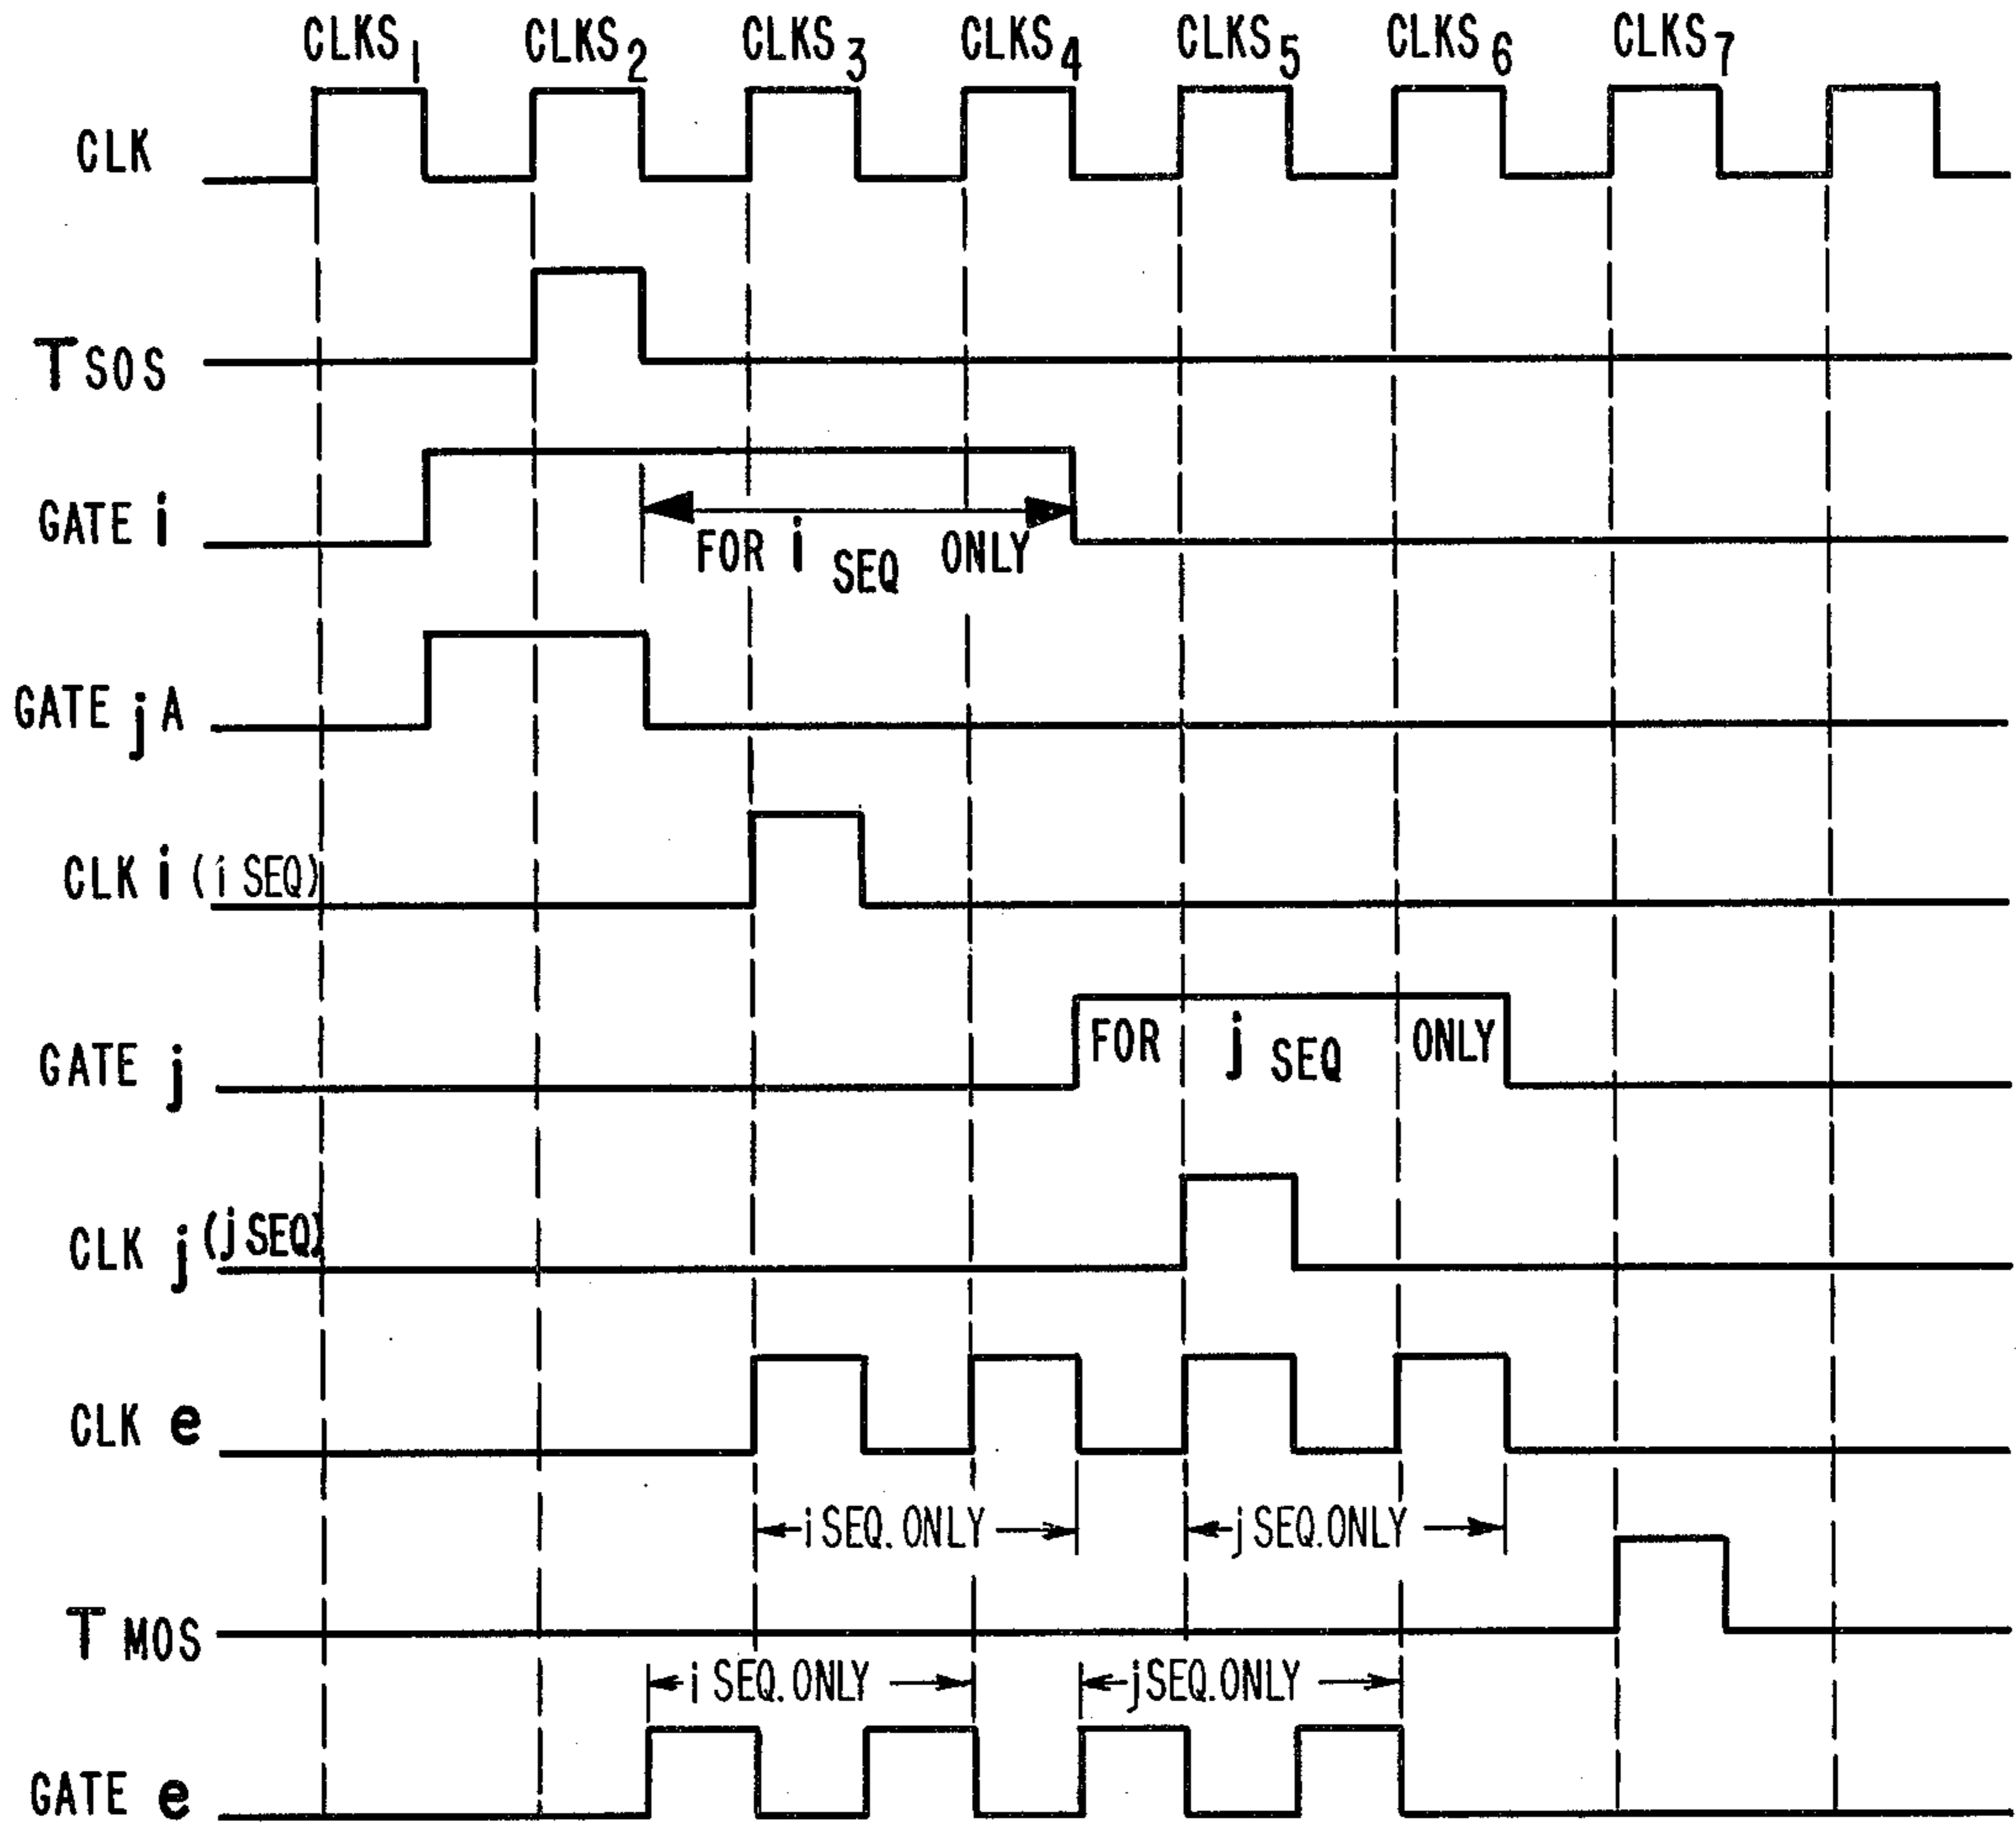 CLKS1 CLKS2 CLKS3 CLKS4 CLKS5 CLKS6 CLKS7
CLK
TSOS
GATE i
FOR i SEQ ONLY
GATE jA
CLK i (i SEQ)
GATE j
FOR j SEQ ONLY
CLK j (j SEQ)
CLK e
i SEQ. ONLY j SEQ. ONLY
T MOS
i SEQ. ONLY j SEQ. ONLY
GATE e